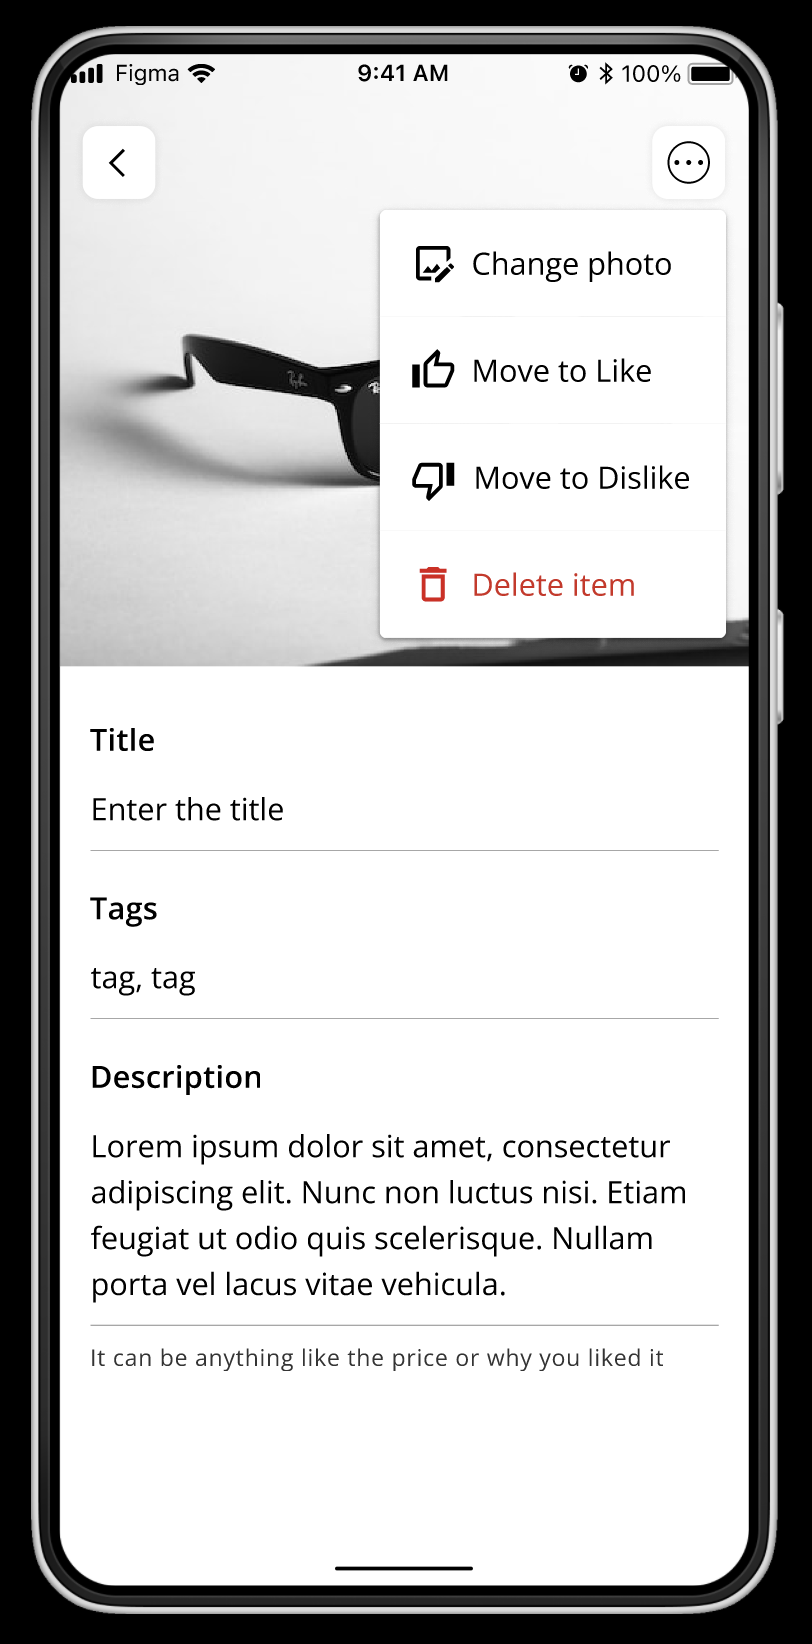 Figma 9:41 AM 100%
Change photo
Ray-Ban
Move to Like
Move to Dislike
Delete item
Title
Enter the title
Tags
tag, tag
Description
Lorem ipsum dolor sit amet, consectetur
adipiscing elit. Nunc non luctus nisi. Etiam
feugiat ut odio quis scelerisque. Nullam
porta vel lacus vitae vehicula.
It can be anything like the price or why you liked it